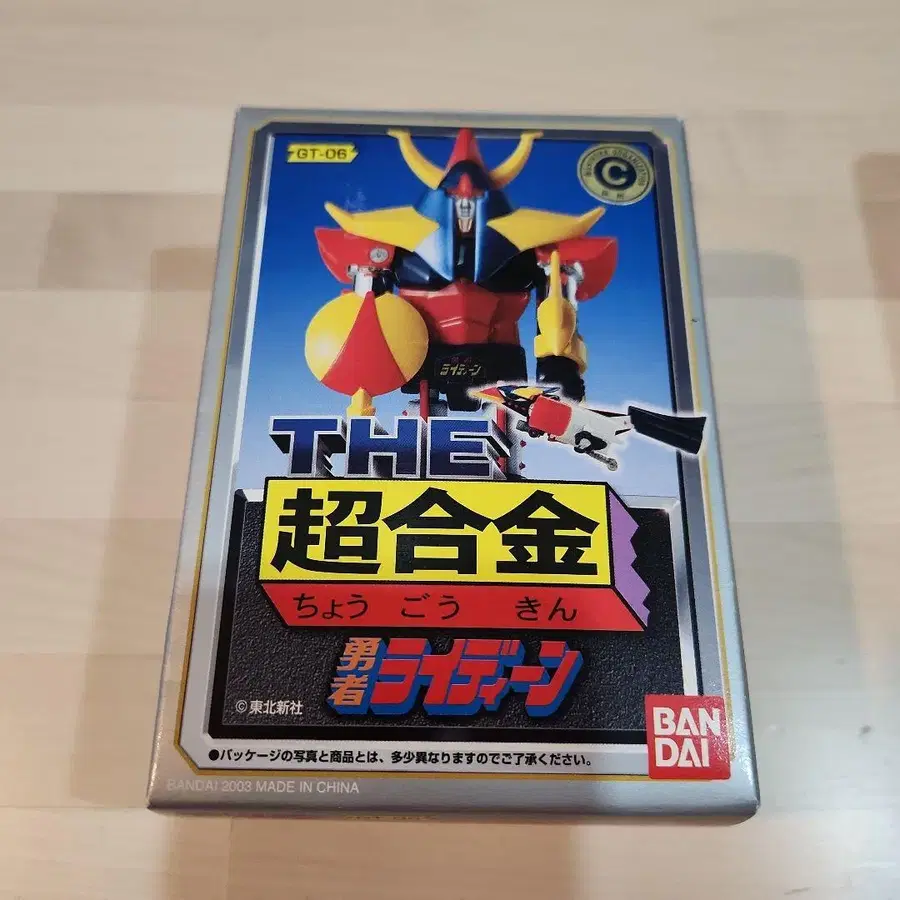 GT-06
C
ライディーン
THE
超合金
ちょう ごう きん
勇者
ライディーン
©東北新社
BAN
DAI
●パッケージの写真と商品とは、多少異なりますのでご了承ください。
BANDAI 2003 MADE IN CHINA